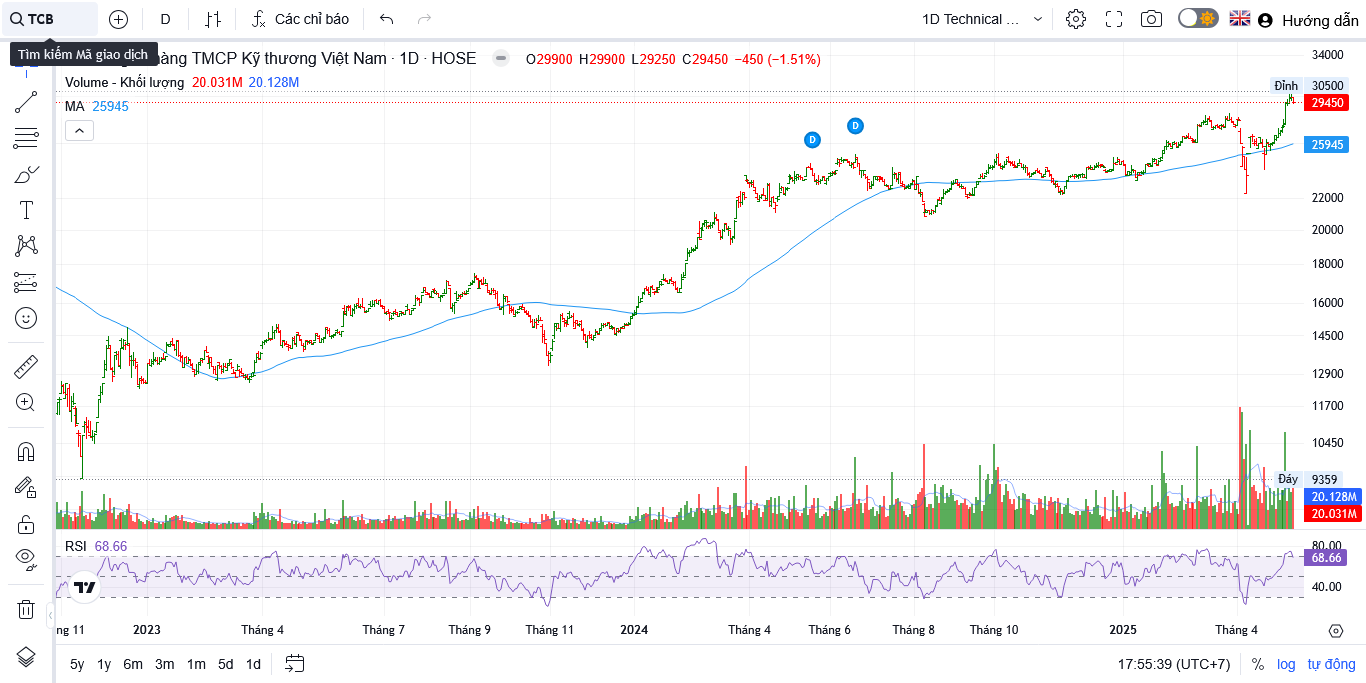 TCB
D
Các chỉ báo
1D Technical ...
Hướng dẫn
Tìm kiếm Mã giao dịch
hàng TMCP Kỹ thương Việt Nam · 1D · HOSE
O29900 H29900 L29250 C29450 −450 (−1.51%)
Volume - Khối lượng 20.031M 20.128M
MA 25945
D
D
34000
Đỉnh 30500
29450
25945
22000
20000
18000
16000
14500
12900
11700
10450
Đáy 9359
20.128M
20.031M
RSI 68.66
80.00
68.66
40.00
ng 11 2023 Tháng 4 Tháng 7 Tháng 9 Tháng 11 2024 Tháng 4 Tháng 6 Tháng 8 Tháng 10 2025 Tháng 4
5y 1y 6m 3m 1m 5d 1d
17:55:39 (UTC+7) % log tự động